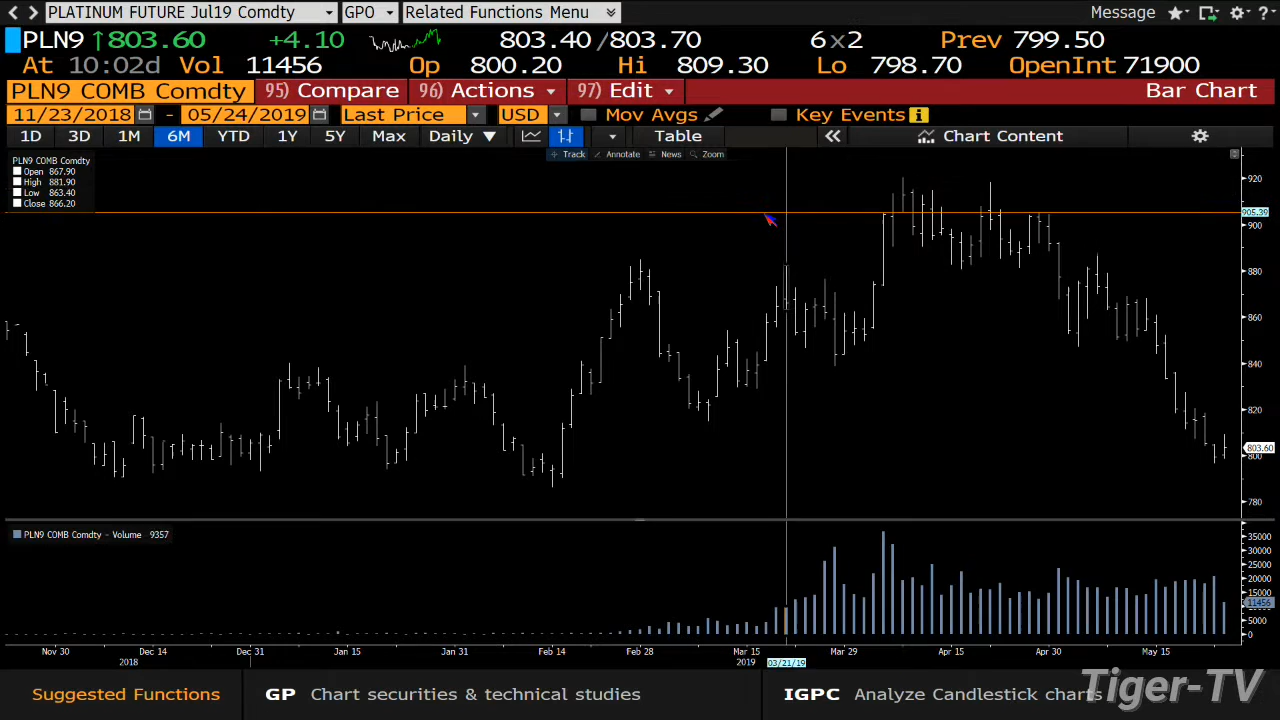 PLATINUM FUTURE Jul19 Comdty GPO Related Functions Menu Message ?
PLN9 ↑803.60 +4.10 803.40/803.70 6x2 Prev 799.50
At 10:02d Vol 11456 Op 800.20 Hi 809.30 Lo 798.70 OpenInt 71900
PLN9 COMB Comdty 95) Compare 96) Actions 97) Edit Bar Chart
11/23/2018 - 05/24/2019 Last Price USD Mov Avgs Key Events i
1D 3D 1M 6M YTD 1Y 5Y Max Daily ▼ Table « Chart Content
Track Annotate News Zoom
PLN9 COMB Comdty
Open 867.90
High 881.90
Low 863.40
Close 866.20
920
905.39
900
880
860
840
820
803.60
800
780
PLN9 COMB Comdty - Volume 9357
35000
30000
25000
20000
15000
11456
5000
0
Nov 30 Dec 14 Dec 31 Jan 15 Jan 31 Feb 14 Feb 28 Mar 15 Mar 29 Apr 15 Apr 30 May 15
2018 2019 03/21/19
Suggested Functions GP Chart securities & technical studies IGPC Analyze Candlestick charts
Tiger-TV